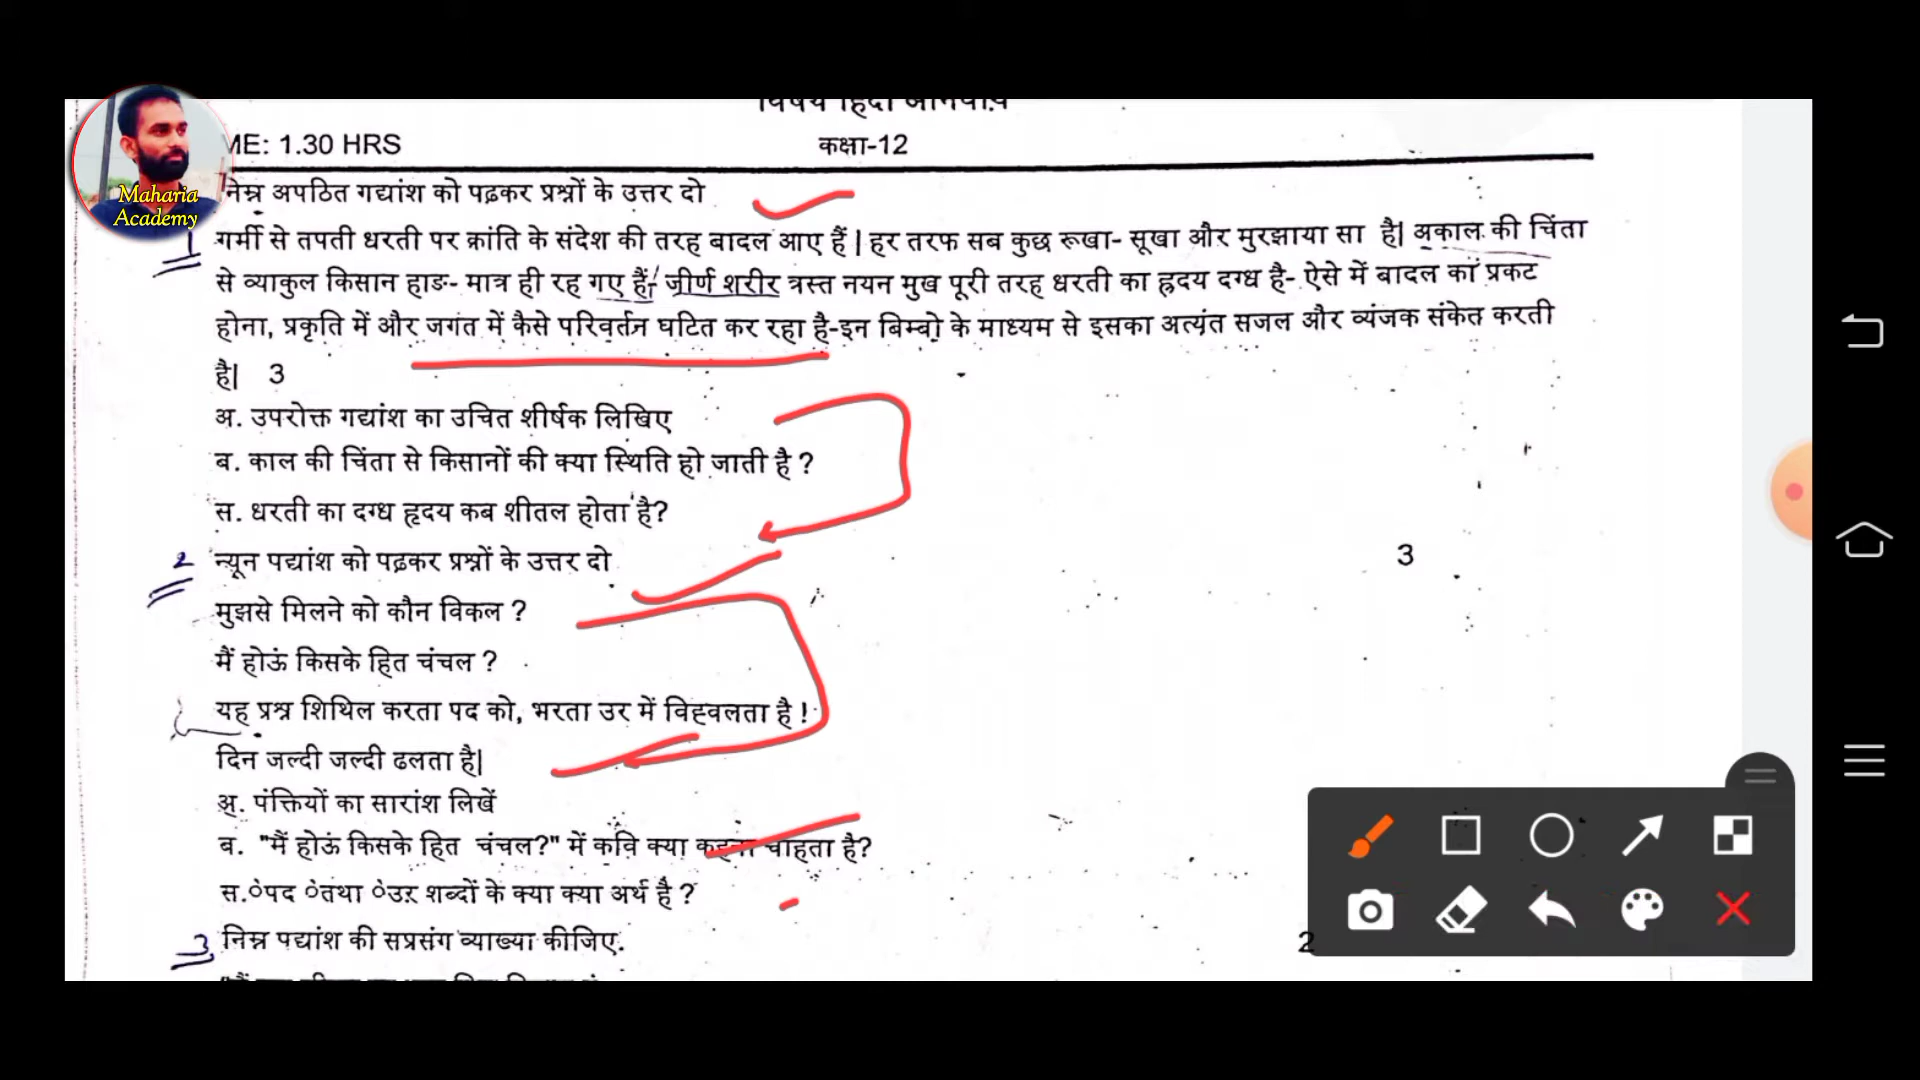 विषय हिंदी अनिवार्य
ME: 1.30 HRS
कक्षा-12
Maharia
Academy
निम्न अपठित गद्यांश को पढ़कर प्रश्नों के उत्तर दो
1
गर्मी से तपती धरती पर क्रांति के संदेश की तरह बादल आए हैं| हर तरफ सब कुछ रूखा- सूखा और मुरझाया सा है| अकाल की चिंता
से व्याकुल किसान हाड- मात्र ही रह गए हैं- जीर्ण शरीर त्रस्त नयन मुख पूरी तरह धरती का ह्रदय दग्ध है- ऐसे में बादल का प्रकट
होना, प्रकृति में और जगत में कैसे परिवर्तन घटित कर रहा है-इन बिम्बो के माध्यम से इसका अत्यंत सजल और व्यंजक संकेत करती
है| 3
अ. उपरोक्त गद्यांश का उचित शीर्षक लिखिए
ब. काल की चिंता से किसानों की क्या स्थिति हो जाती है ?
स. धरती का दग्ध हृदय कब शीतल होता है?
2 न्यून पद्यांश को पढ़कर प्रश्नों के उत्तर दो
3
मुझसे मिलने को कौन विकल ?
मैं होऊं किसके हित चंचल ?
यह प्रश्न शिथिल करता पद को, भरता उर में विह्वलता है !
दिन जल्दी जल्दी ढलता है|
अ. पंक्तियों का सारांश लिखें
ब. "मैं होऊं किसके हित चंचल?" में कवि क्या कहना चाहता है?
स. ॓पद ॓तथा ॓उर शब्दों के क्या क्या अर्थ है ?
3 निम्न पद्यांश की सप्रसंग व्याख्या कीजिए.
2